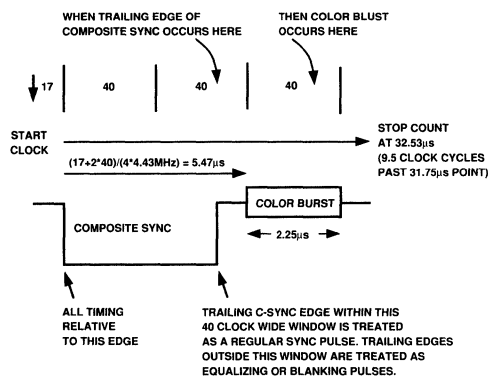 WHEN TRAILING EDGE OF
COMPOSITE SYNC OCCURS HERE
THEN COLOR BLUST
OCCURS HERE
17
40
40
40
START
CLOCK
STOP COUNT
AT 32.53µs
(9.5 CLOCK CYCLES
PAST 31.75µs POINT)
(17+2*40)/(4*4.43MHz) = 5.47µs
COMPOSITE SYNC
COLOR BURST
2.25µs
ALL TIMING
RELATIVE
TO THIS EDGE
TRAILING C-SYNC EDGE WITHIN THIS
40 CLOCK WIDE WINDOW IS TREATED
AS A REGULAR SYNC PULSE. TRAILING EDGES
OUTSIDE THIS WINDOW ARE TREATED AS
EQUALIZING OR BLANKING PULSES.